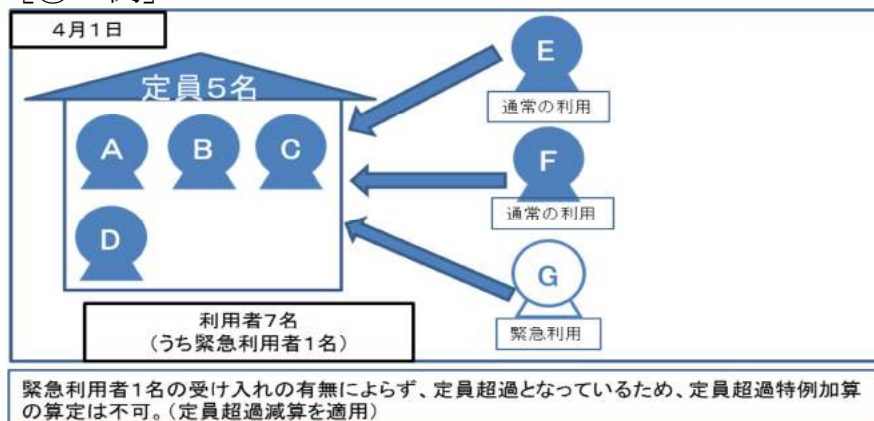 4月1日
定員5名
A
B
C
D
E
通常の利用
F
通常の利用
G
緊急利用
利用者7名
(うち緊急利用者1名)
緊急利用者1名の受け入れの有無によらず、定員超過となっているため、定員超過特例加算
の算定は不可。(定員超過減算を適用)